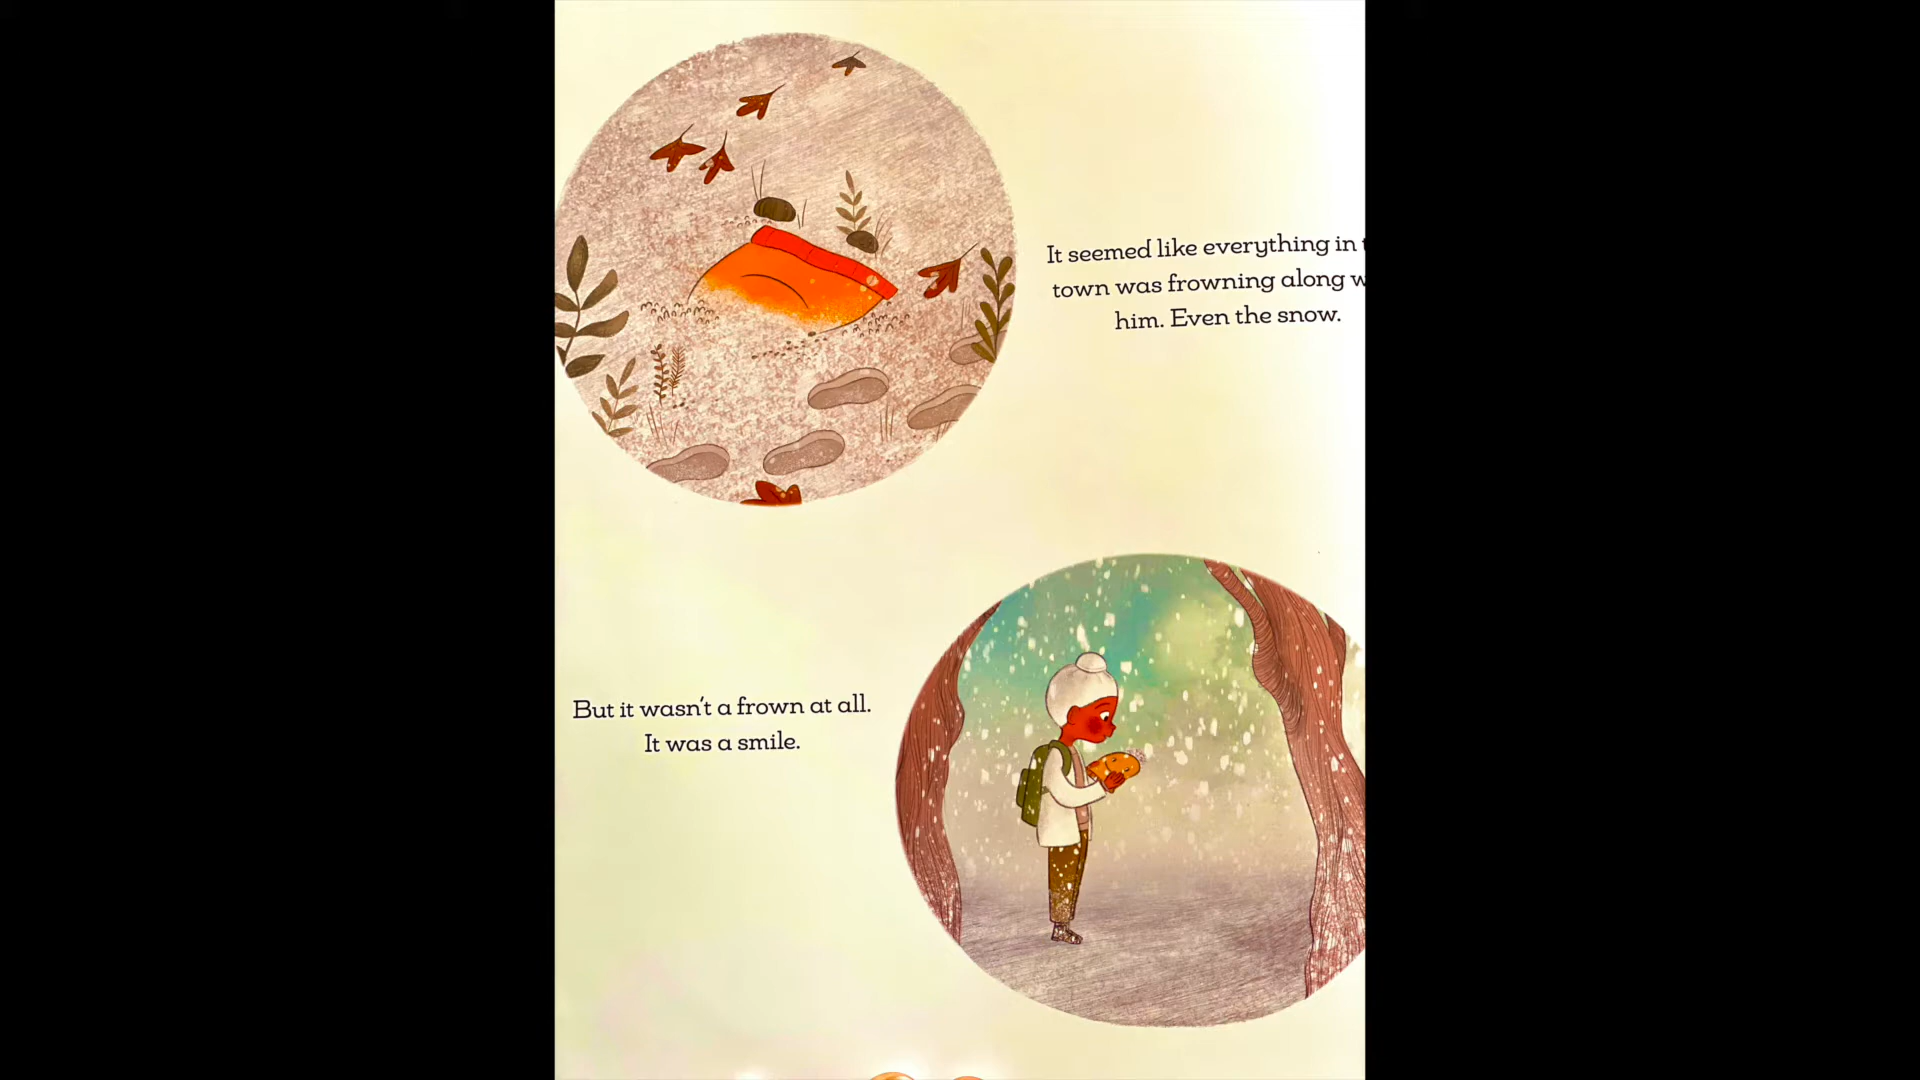 It seemed like everything in
town was frowning along
him. Even the snow.
But it wasn't a frown at all.
It was a smile.